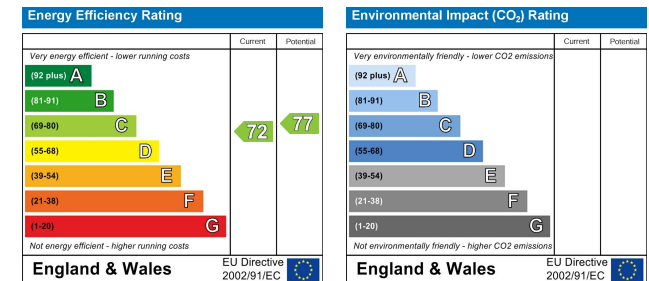 Energy Efficiency Rating
Current Potential
Very energy efficient - lower running costs
(92 plus) A
(81-91) B
(69-80) C
72 77
(55-68) D
(39-54) E
(21-38) F
(1-20) G
Not energy efficient - higher running costs
England & Wales
EU Directive
2002/91/EC
Environmental Impact (CO₂) Rating
Current Potential
Very environmentally friendly - lower CO2 emissions
(92 plus) A
(81-91) B
(69-80) C
(55-68) D
(39-54) E
(21-38) F
(1-20) G
Not environmentally friendly - higher CO2 emissions
England & Wales
EU Directive
2002/91/EC